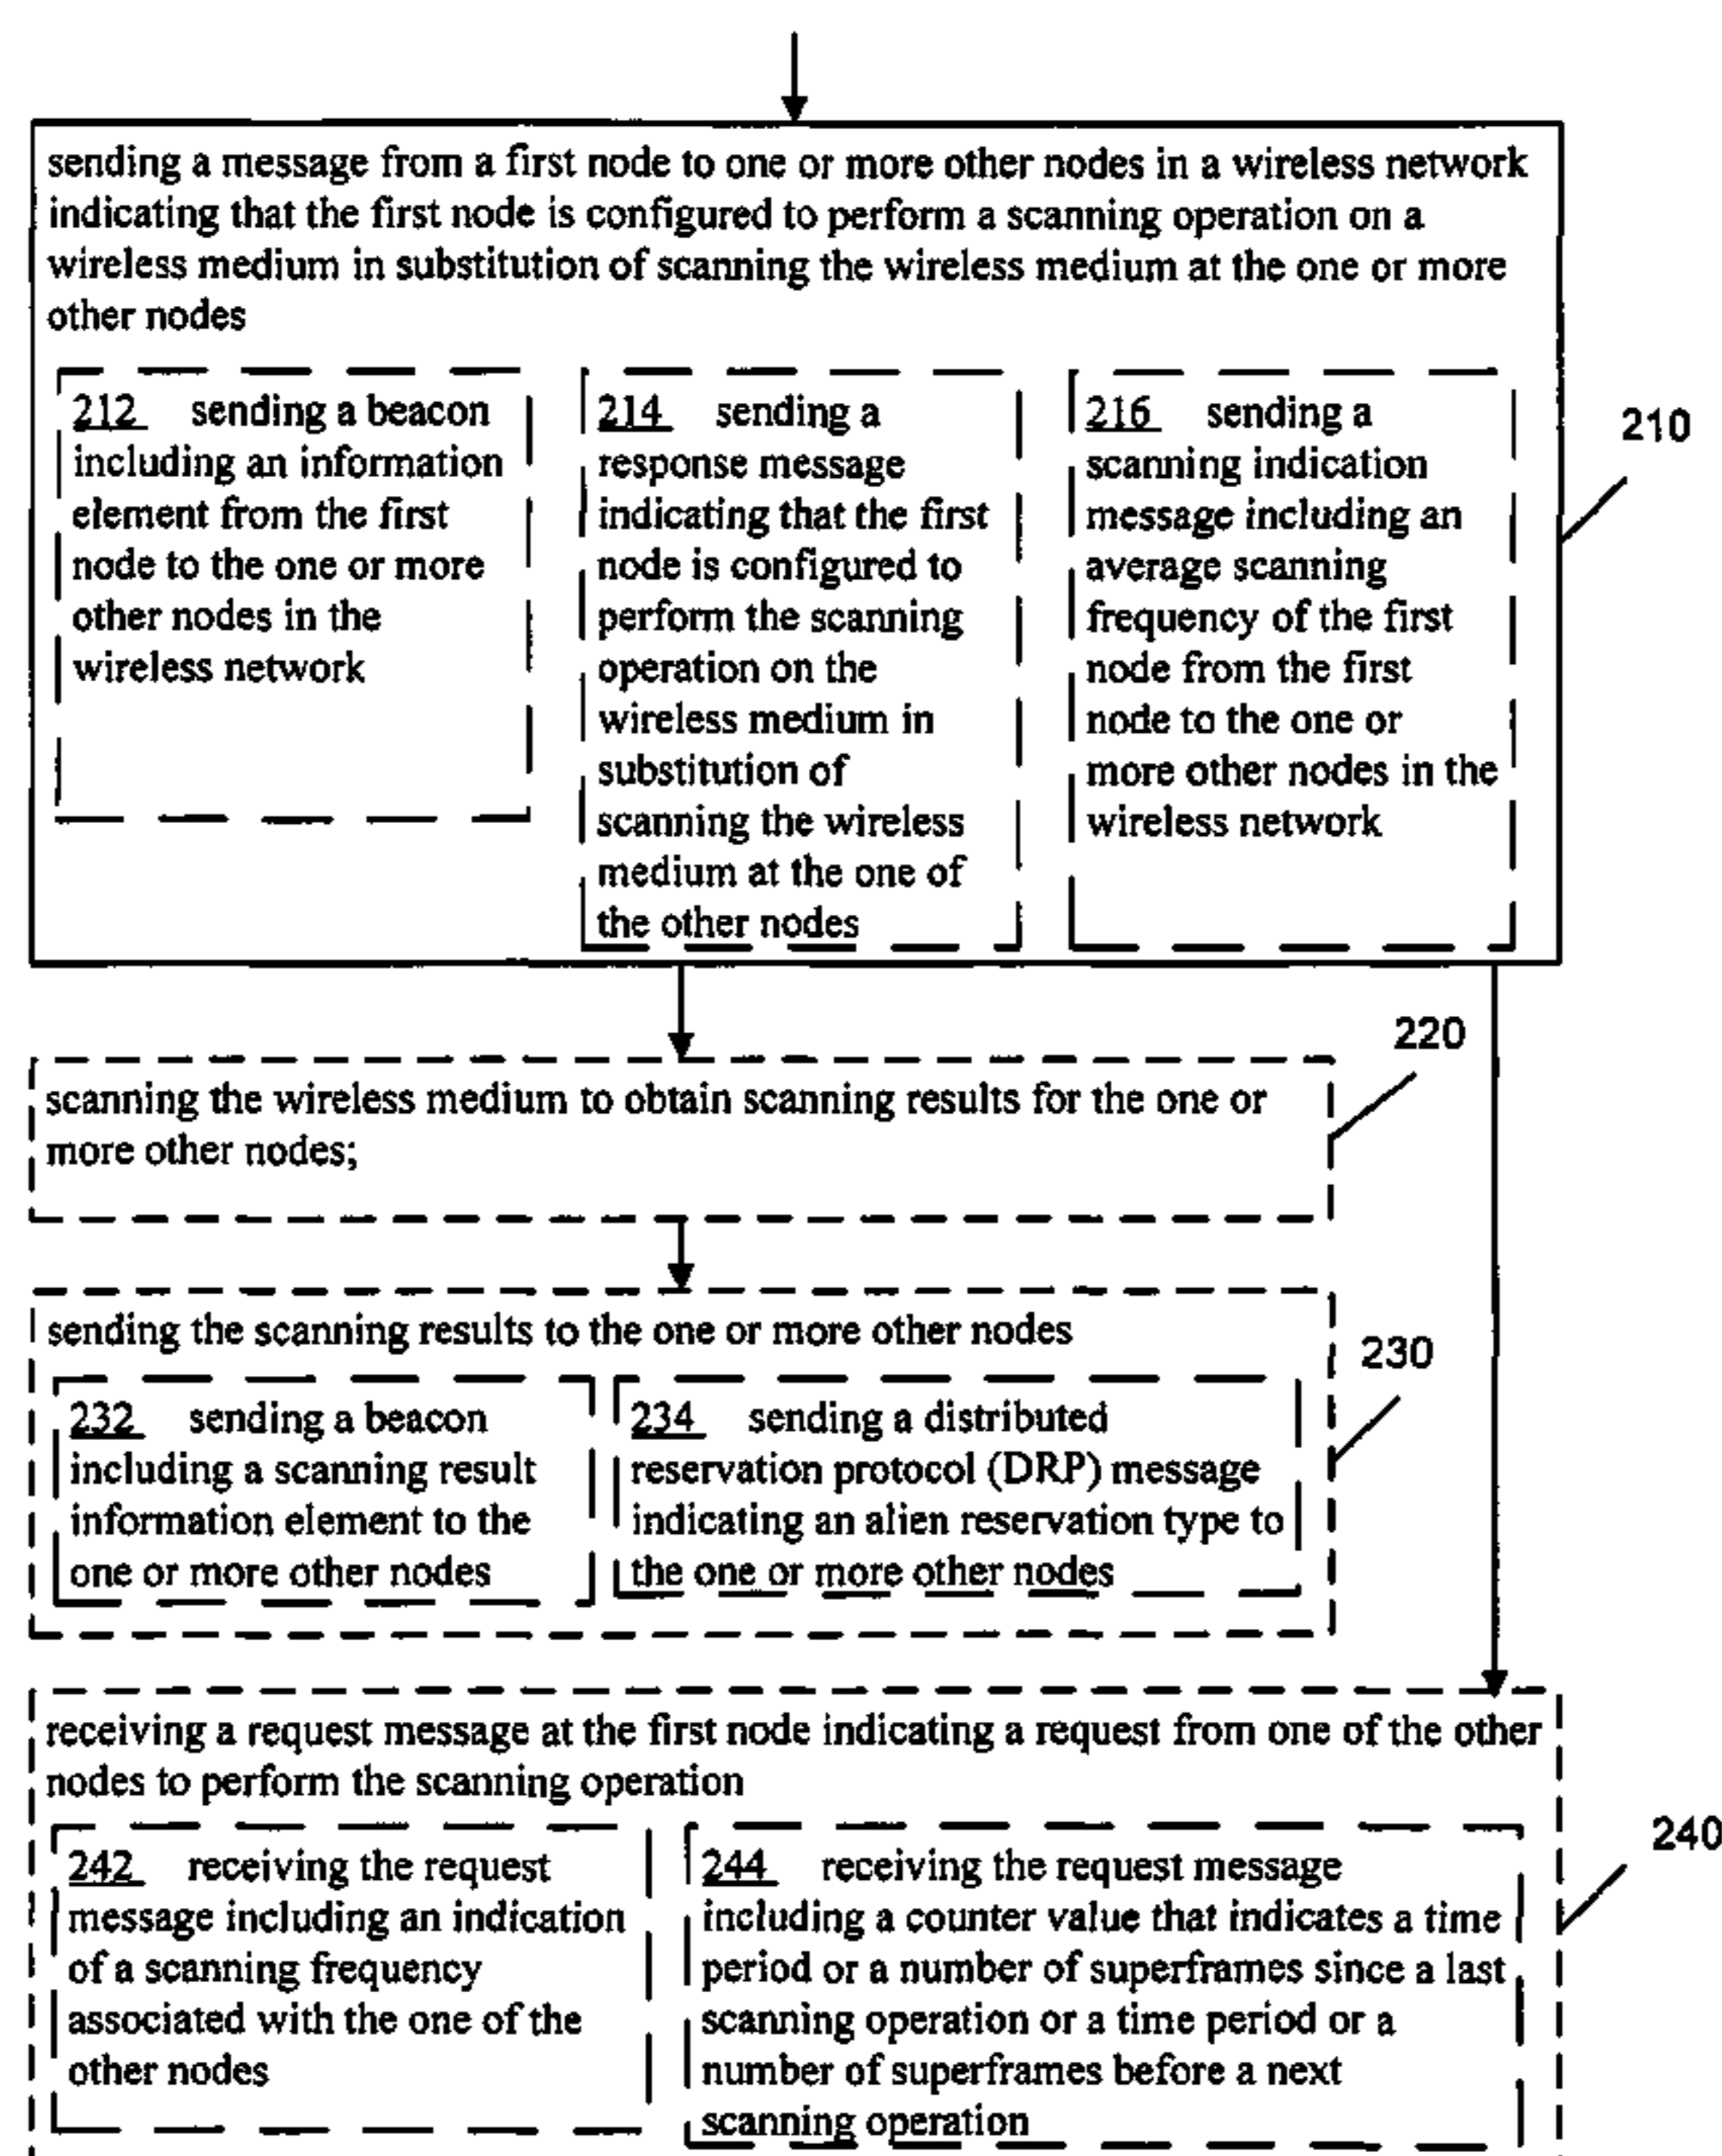 sending a message from a first node to one or more other nodes in a wireless network
indicating that the first node is configured to perform a scanning operation on a
wireless medium in substitution of scanning the wireless medium at the one or more
other nodes
212 sending a beacon
including an information
element from the first
node to the one or more
other nodes in the
wireless network
214 sending a
response message
indicating that the first
node is configured to
perform the scanning
operation on the
wireless medium in
substitution of
scanning the wireless
medium at the one of
the other nodes
216 sending a
scanning indication
message including an
average scanning
frequency of the first
node from the first
node to the one or
more other nodes in the
wireless network
210
220
scanning the wireless medium to obtain scanning results for the one or
more other nodes;
sending the scanning results to the one or more other nodes
230
232 sending a beacon
including a scanning result
information element to the
one or more other nodes
234 sending a distributed
reservation protocol (DRP) message
indicating an alien reservation type to
the one or more other nodes
receiving a request message at the first node indicating a request from one of the other
nodes to perform the scanning operation
240
242 receiving the request
message including an indication
of a scanning frequency
associated with the one of the
other nodes
244 receiving the request message
including a counter value that indicates a time
period or a number of superframes since a last
scanning operation or a time period or a
number of superframes before a next
scanning operation